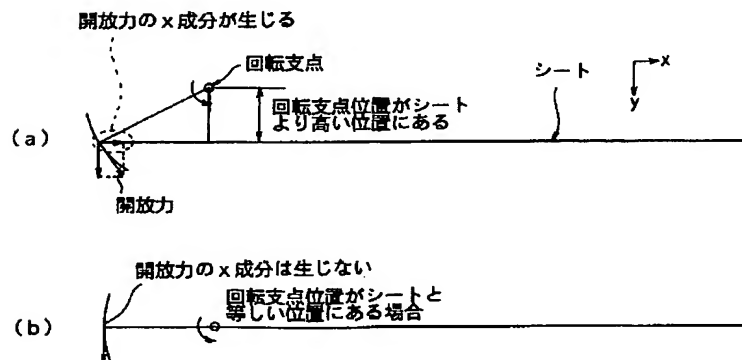 開放力のx成分が生じる
回転支点
シート
x
y
回転支点位置がシート
より高い位置にある
(a)
開放力
開放力のx成分は生じない
回転支点位置がシートと
等しい位置にある場合
(b)